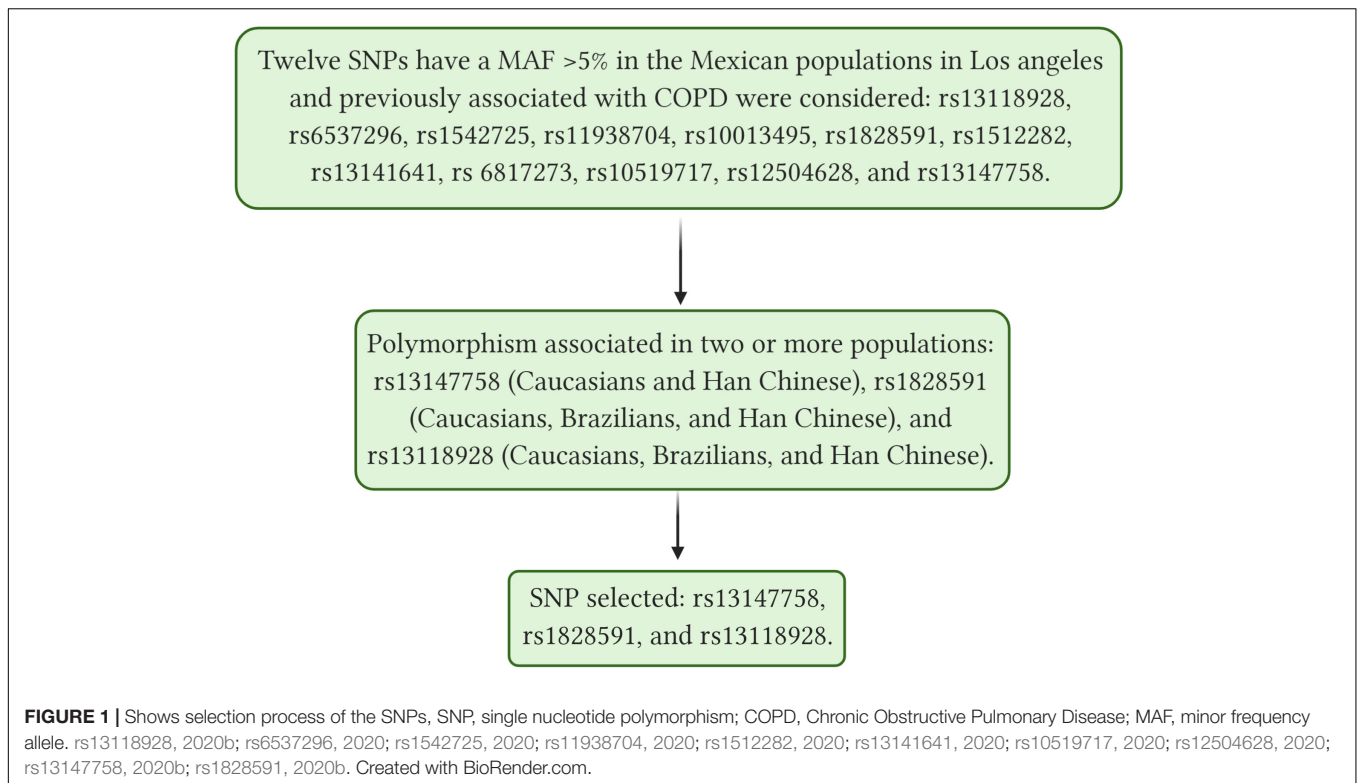 Twelve SNPs have a MAF >5% in the Mexican populations in Los angeles
and previously associated with COPD were considered: rs13118928,
rs6537296, rs1542725, rs11938704, rs10013495, rs1828591, rs1512282,
rs13141641, rs 6817273, rs10519717, rs12504628, and rs13147758.
Polymorphism associated in two or more populations:
rs13147758 (Caucasians and Han Chinese), rs1828591
(Caucasians, Brazilians, and Han Chinese), and
rs13118928 (Caucasians, Brazilians, and Han Chinese).
SNP selected: rs13147758,
rs1828591, and rs13118928.
FIGURE 1 | Shows selection process of the SNPs, SNP, single nucleotide polymorphism; COPD, Chronic Obstructive Pulmonary Disease; MAF, minor frequency
allele. rs13118928, 2020b; rs6537296, 2020; rs1542725, 2020; rs11938704, 2020; rs1512282, 2020; rs13141641, 2020; rs10519717, 2020; rs12504628, 2020;
rs13147758, 2020b; rs1828591, 2020b. Created with BioRender.com.